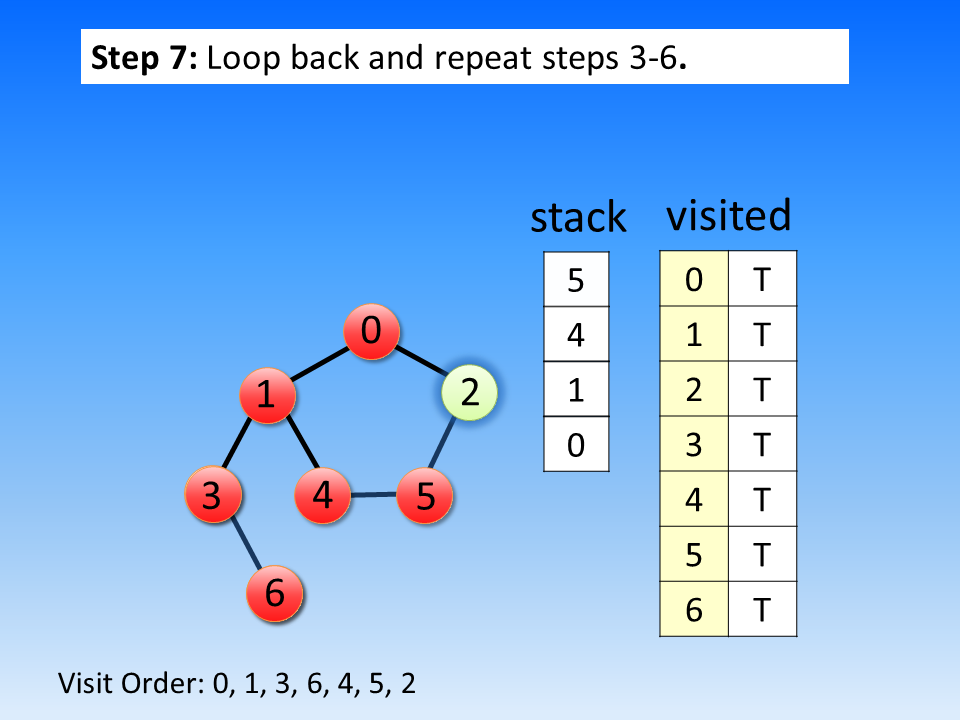 Step 7: Loop back and repeat steps 3-6.
stack visited
5 0 T
4 1 T
1 2 T
0 3 T
4 T
5 T
6 T
0
1 2
3 4 5
6
Visit Order: 0, 1, 3, 6, 4, 5, 2